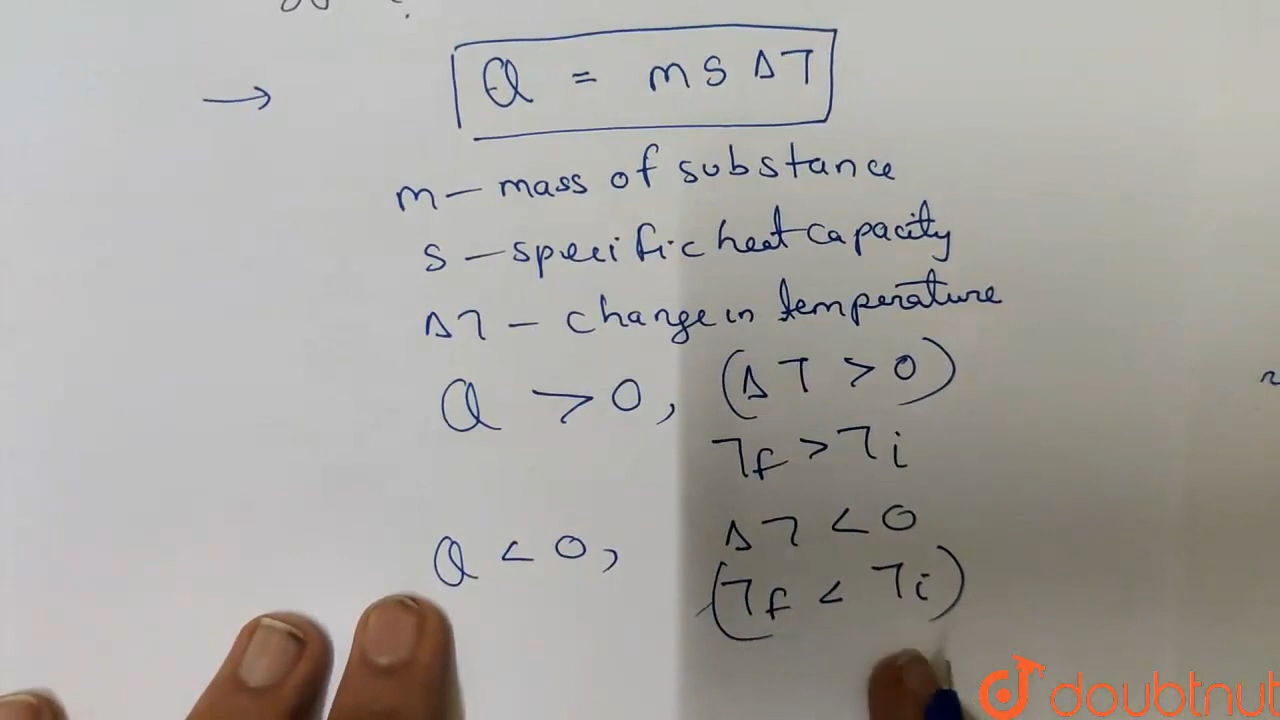 → Q = m s ΔT
m — mass of substance
s — specific heat capacity
ΔT — change in temperature
Q > 0, (ΔT > 0)
Tf > Ti
ΔT < 0
Q < 0,
(Tf < Ti)
doubtnut